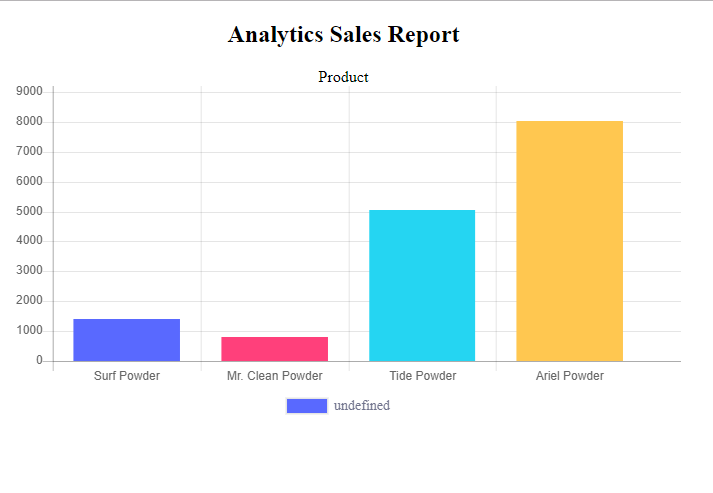 Analytics Sales Report
Product
9000
8000
7000
6000
5000
4000
3000
2000
1000
0
Surf Powder Mr. Clean Powder Tide Powder Ariel Powder
undefined